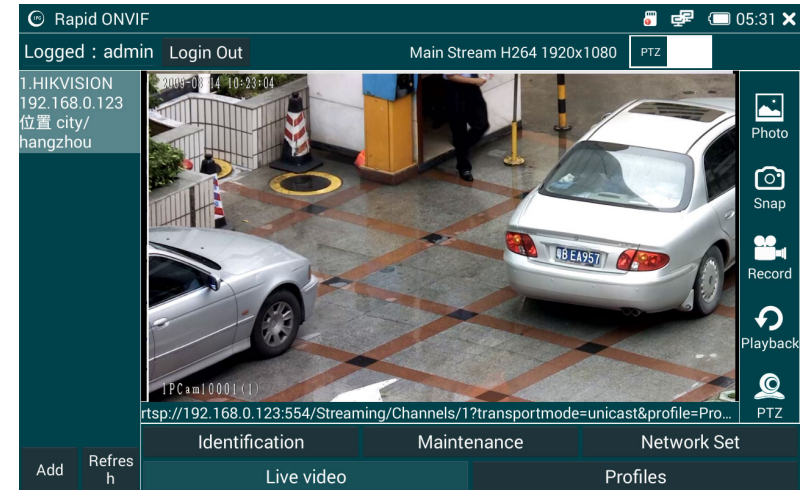 IPC
Rapid ONVIF
05:31
Logged：admin
Login Out
Main Stream H264 1920x1080
PTZ
1.HIKVISION
192.168.0.123
位置 city/
hangzhou
2009-03-14 10:23:04
EA957
IPCam10001(1)
rtsp://192.168.0.123:554/Streaming/Channels/1?transportmode=unicast&profile=Pro...
Photo
Snap
Record
Playback
PTZ
Identification
Maintenance
Network Set
Add
Refres
h
Live video
Profiles